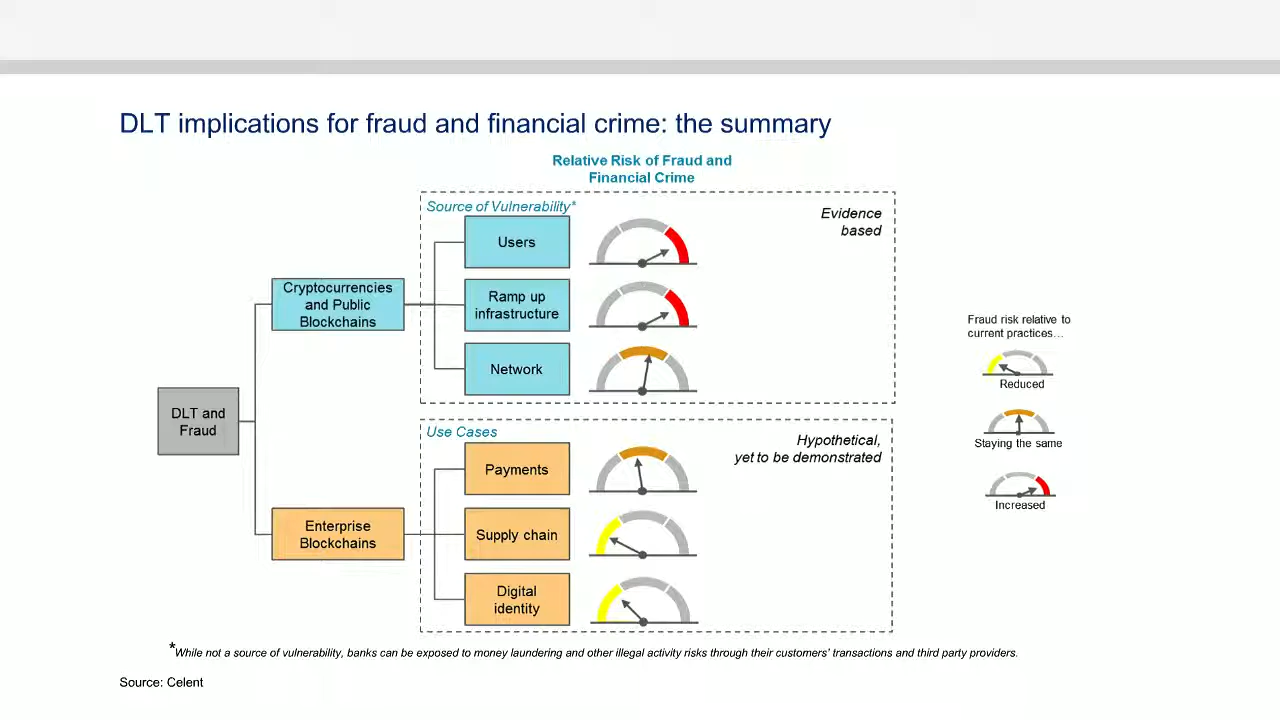 DLT implications for fraud and financial crime: the summary
Relative Risk of Fraud and
Financial Crime
Source of Vulnerability*
Evidence
based
Users
Cryptocurrencies
and Public
Blockchains
Ramp up
infrastructure
Network
DLT and
Fraud
Use Cases
Hypothetical,
yet to be demonstrated
Payments
Enterprise
Blockchains
Supply chain
Digital
identity
Fraud risk relative to
current practices…
Reduced
Staying the same
Increased
*While not a source of vulnerability, banks can be exposed to money laundering and other illegal activity risks through their customers' transactions and third party providers.
Source: Celent